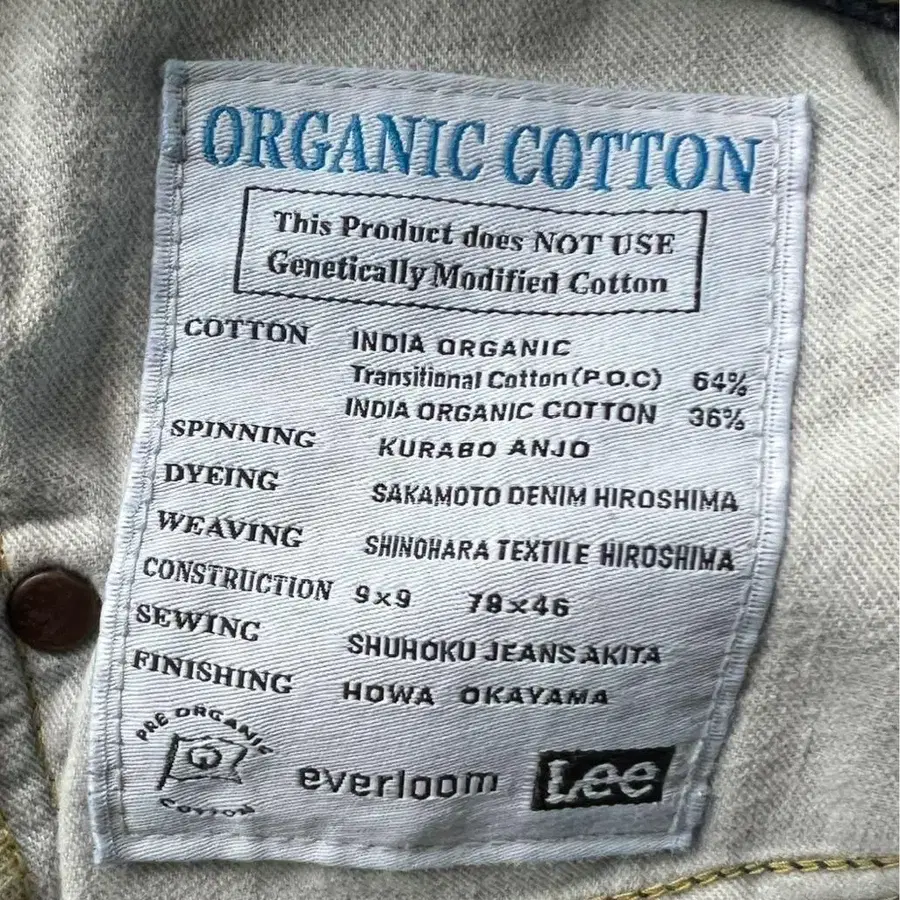 ORGANIC COTTON
This Product does NOT USE
Genetically Modified Cotton
COTTON INDIA ORGANIC
Transitional Cotton (P.O.C) 64%
INDIA ORGANIC COTTON 36%
SPINNING KURABO ANJO
DYEING SAKAMOTO DENIM HIROSHIMA
WEAVING SHINOHARA TEXTILE HIROSHIMA
CONSTRUCTION 9×9 78×46
SEWING SHUHOKU JEANS AKITA
FINISHING HOWA OKAYAMA
PRE ORGANIC
COTTON
everloom Lee